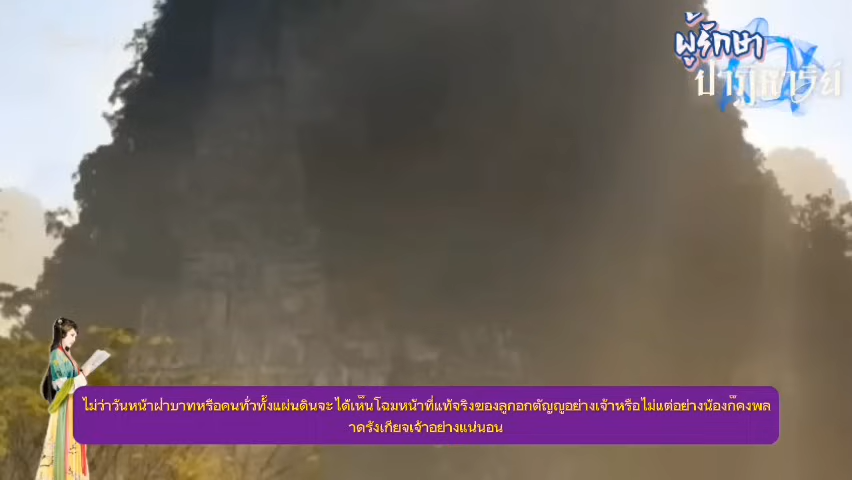 ผู้รักษา
ปาฏิหาริย์
ไม่ว่าวันหน้าฝาบาทหรือคนทั่วทั้งแผ่นดินจะได้เห็นโฉมหน้าที่แท้จริงของลูกอกตัญญูอย่างเจ้าหรือไม่แต่อย่างน้องก็คงพล
าดรังเกียจเจ้าอย่างแน่นอน